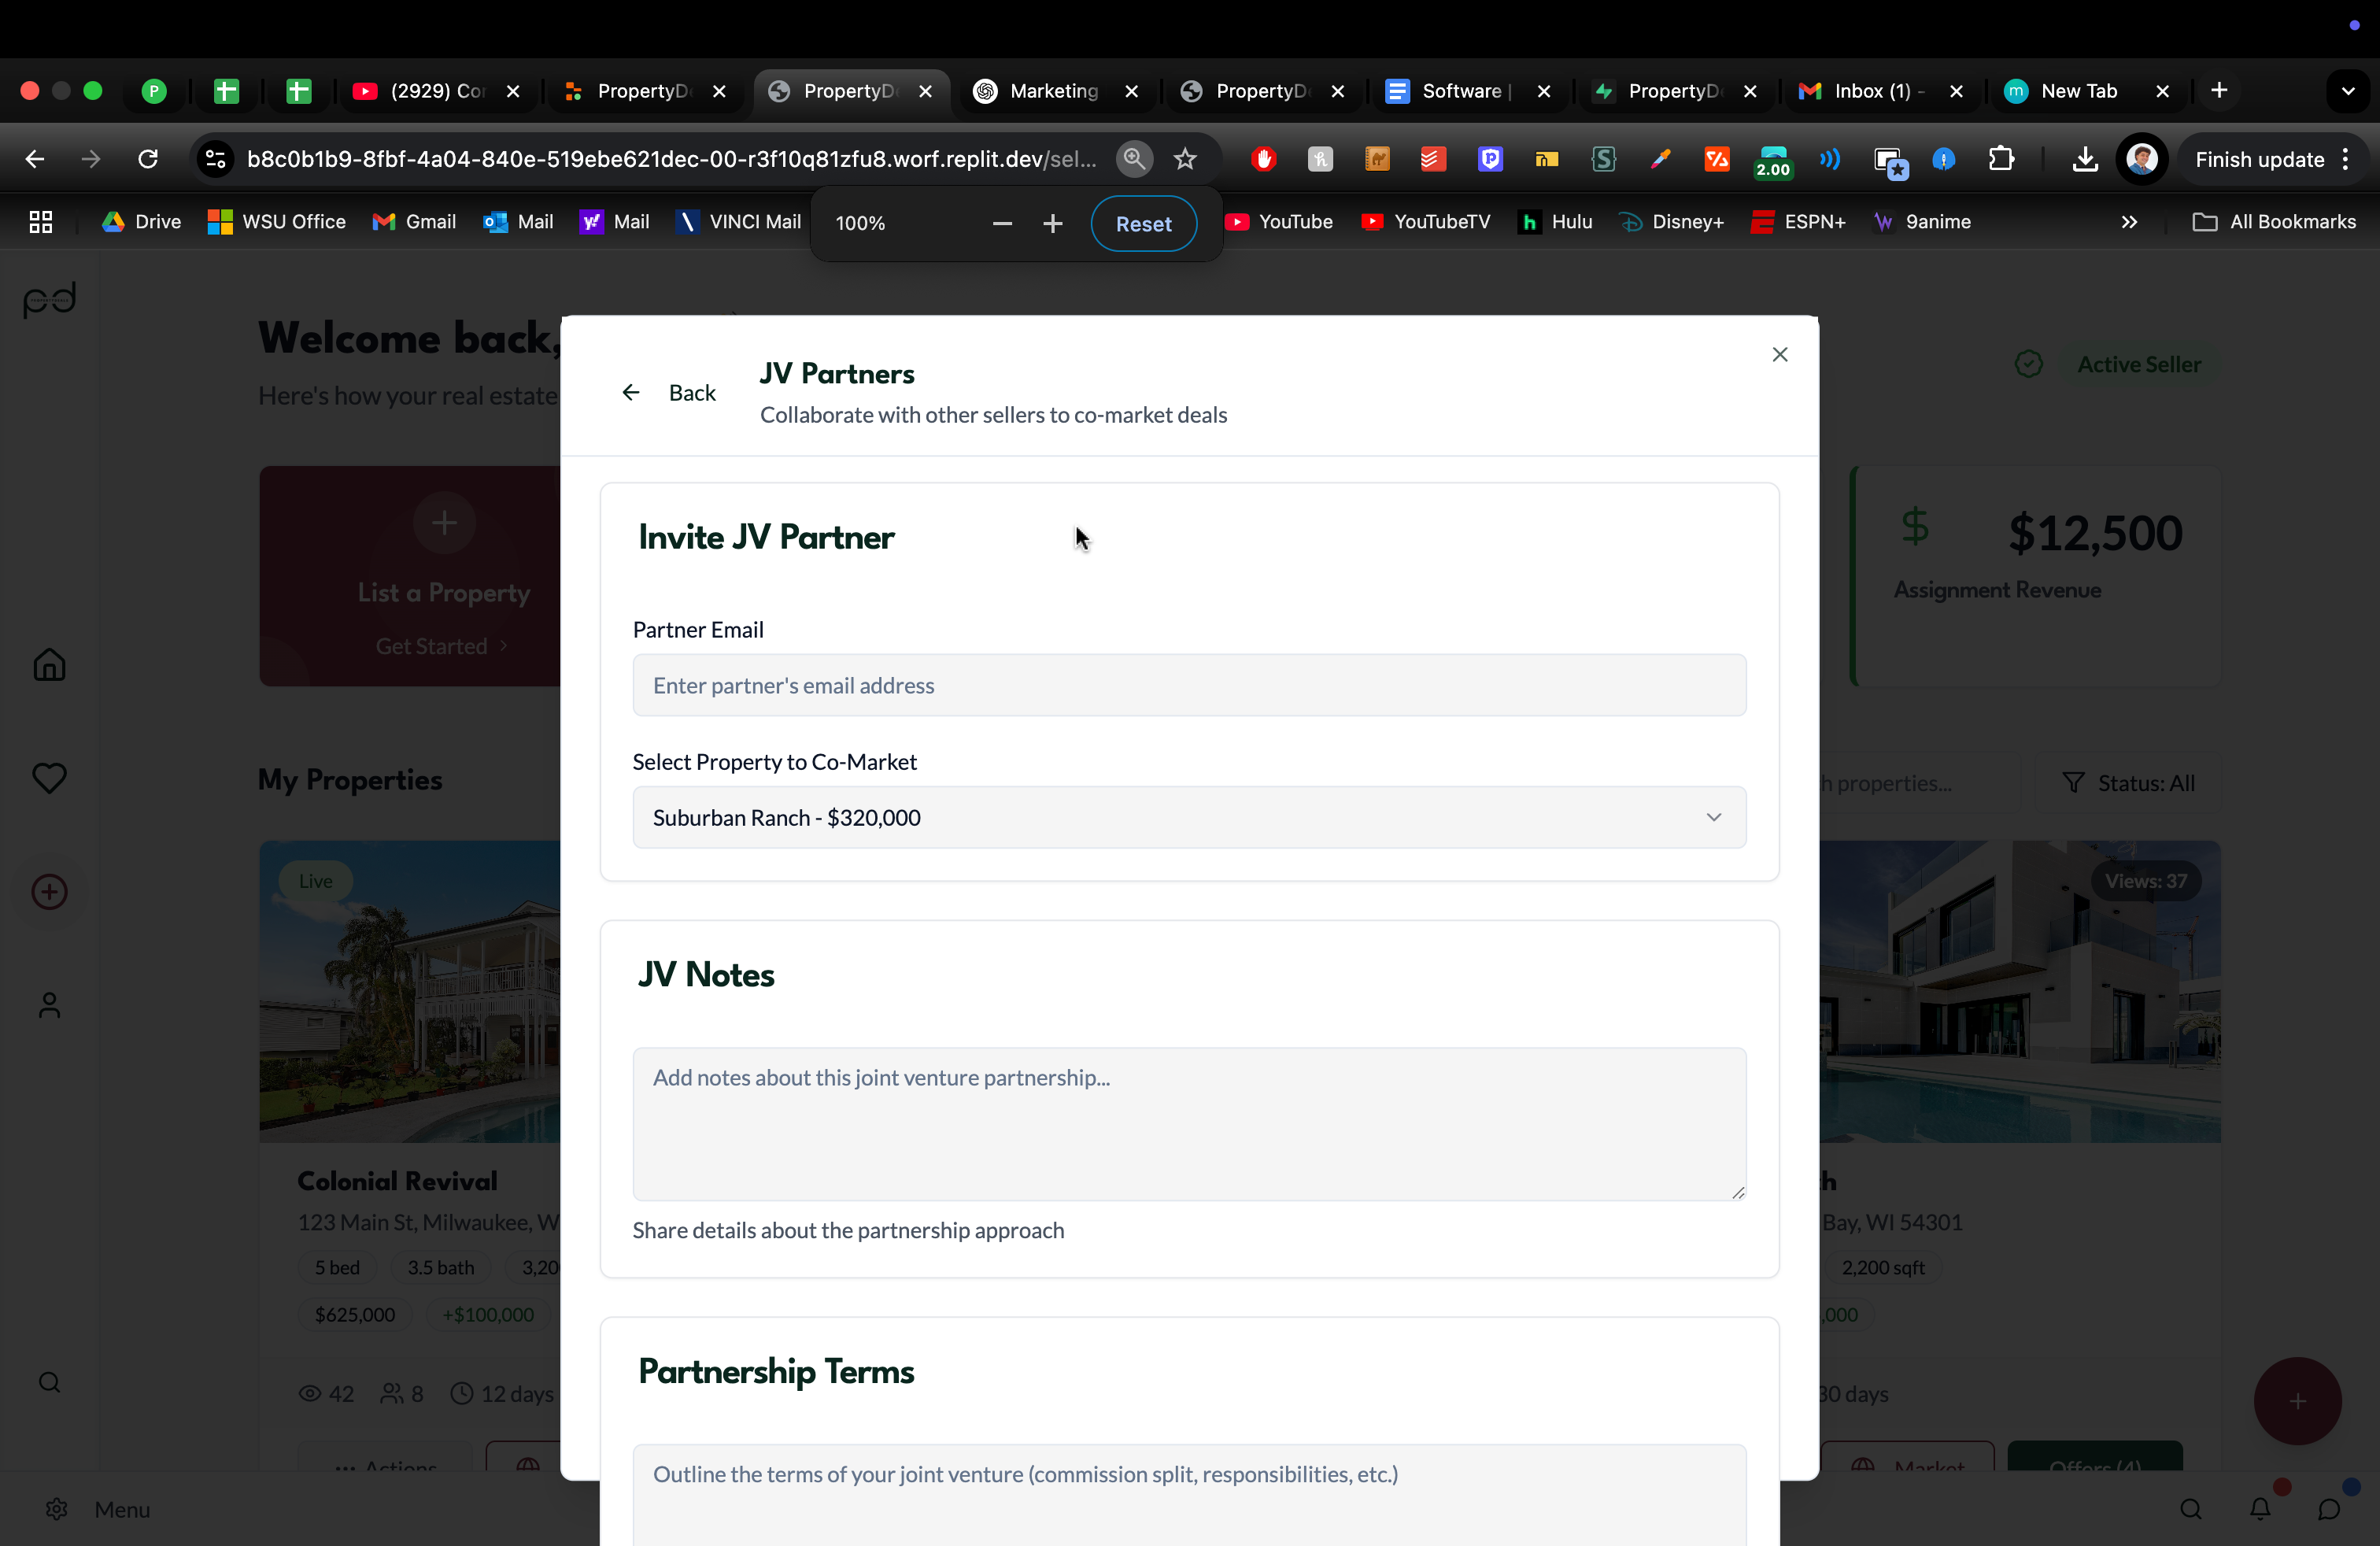 P
(2929) Cor
PropertyD
PropertyD
Marketing
PropertyD
Software |
PropertyD
Inbox (1) -
m
New Tab
b8c0b1b9-8fbf-4a04-840e-519ebe621dec-00-r3f10q81zfu8.worf.replit.dev/sel...
2.00
Finish update
Drive
WSU Office
Gmail
Mail
Mail
VINCI Mail
100%
Reset
YouTube
YouTubeTV
Hulu
Disney+
ESPN+
9anime
All Bookmarks
pd
Welcome back,
Here's how your real estate
Active Seller
Back
JV Partners
Collaborate with other sellers to co-market deals
List a Property
Get Started
$12,500
Assignment Revenue
Invite JV Partner
Partner Email
Enter partner's email address
Select Property to Co-Market
Suburban Ranch - $320,000
My Properties
h properties...
Status: All
Live
Views: 37
JV Notes
Add notes about this joint venture partnership...
Share details about the partnership approach
Colonial Revival
123 Main St, Milwaukee, W
5 bed
3.5 bath
3,20
$625,000
+$100,000
42
8
12 days
Actions
h
Bay, WI 54301
2,200 sqft
,000
30 days
Market
Offers (4)
Partnership Terms
Outline the terms of your joint venture (commission split, responsibilities, etc.)
Menu